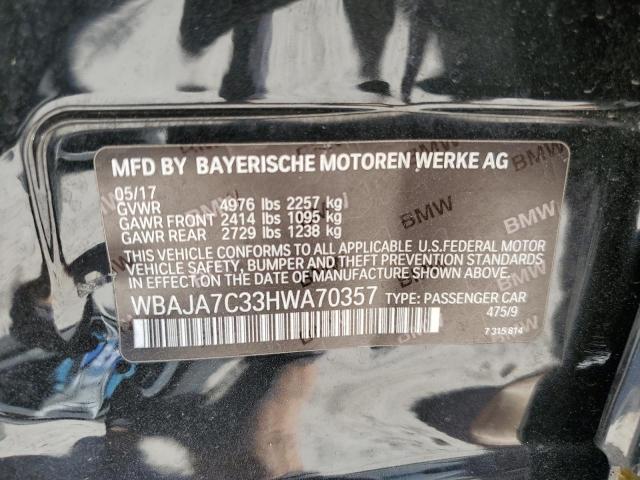 MFD BY BAYERISCHE MOTOREN WERKE AG
05/17
GVWR 4976 lbs 2257 kg
GAWR FRONT 2414 lbs 1095 kg
GAWR REAR 2729 lbs 1238 kg
THIS VEHICLE CONFORMS TO ALL APPLICABLE U.S.FEDERAL MOTOR
VEHICLE SAFETY, BUMPER AND THEFT PREVENTION STANDARDS
IN EFFECT ON THE DATE OF MANUFACTURE SHOWN ABOVE.
WBAJA7C33HWA70357 TYPE: PASSENGER CAR
475/9
7 315 814